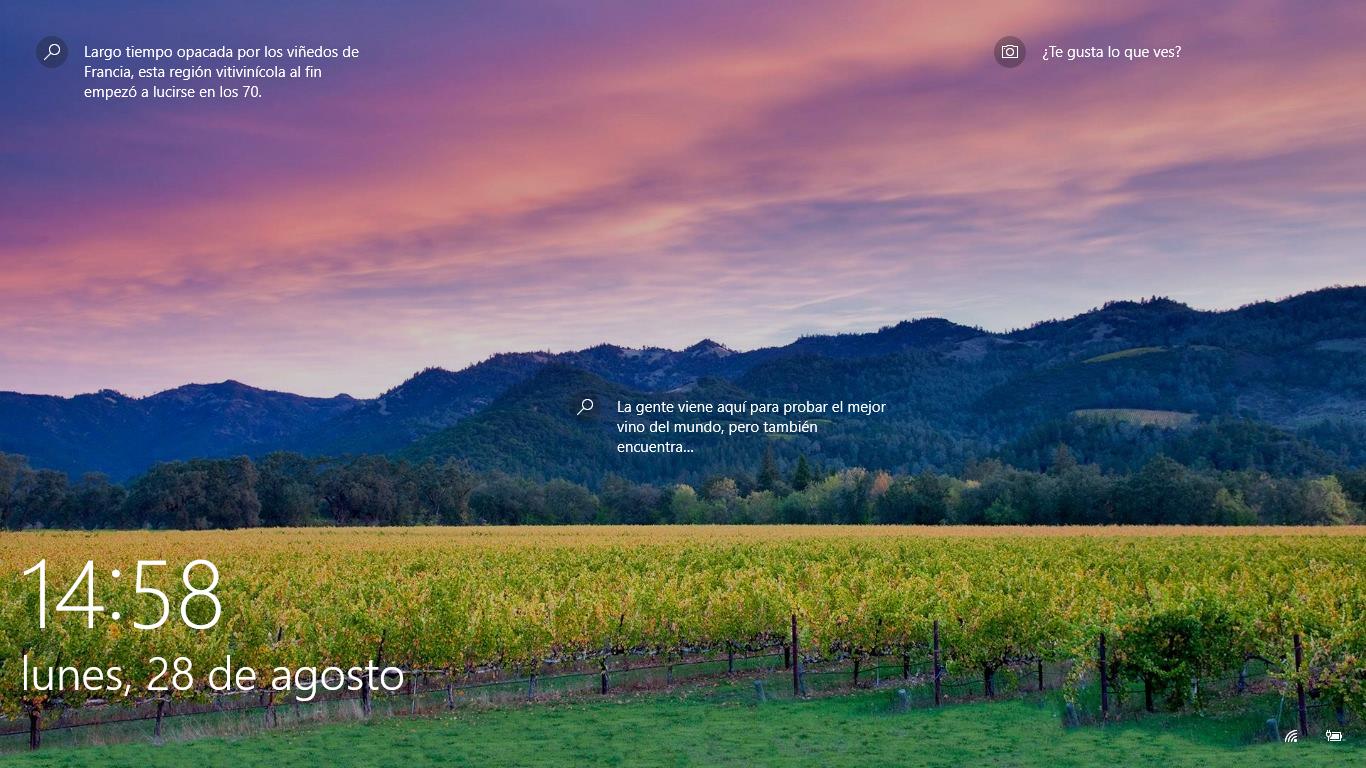 Largo tiempo opacada por los viñedos de
Francia, esta región vitivinícola al fin
empezó a lucirse en los 70.
¿Te gusta lo que ves?
La gente viene aquí para probar el mejor
vino del mundo, pero también
encuentra...
14:58
lunes, 28 de agosto